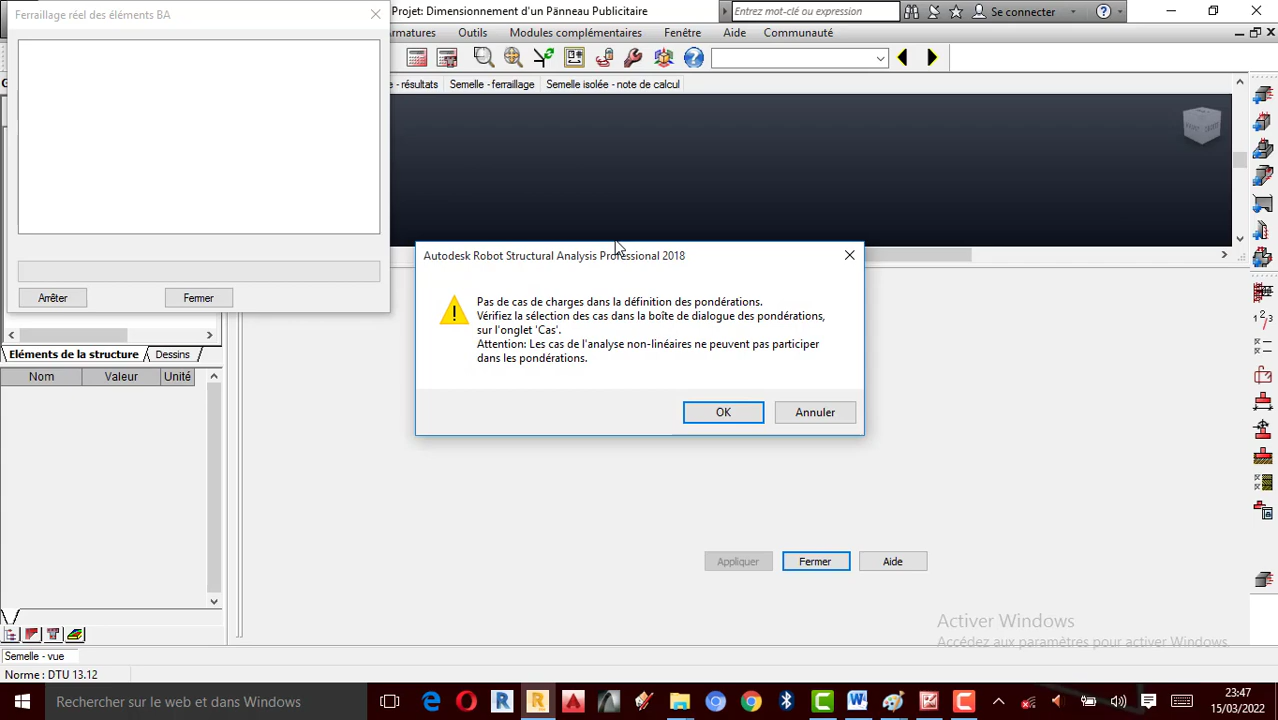 Ferraillage réel des éléments BA
Projet: Dimensionnement d'un Pänneau Publicitaire
Entrez mot-clé ou expression
Se connecter
Armatures Outils Modules complémentaires Fenêtre Aide Communauté
e - résultats Semelle - ferraillage Semelle isolée - note de calcul
Arrêter Fermer
Autodesk Robot Structural Analysis Professional 2018
Pas de cas de charges dans la définition des pondérations.
Vérifiez la sélection des cas dans la boîte de dialogue des pondérations,
sur l'onglet 'Cas'.
Attention: Les cas de l'analyse non-linéaires ne peuvent pas participer
dans les pondérations.
OK Annuler
Eléments de la structure Dessins
Nom Valeur Unité
Appliquer Fermer Aide
Activer Windows
Accédez aux paramètres pour activer Windows.
Semelle - vue
Norme : DTU 13.12
Rechercher sur le web et dans Windows
23:47
15/03/2022